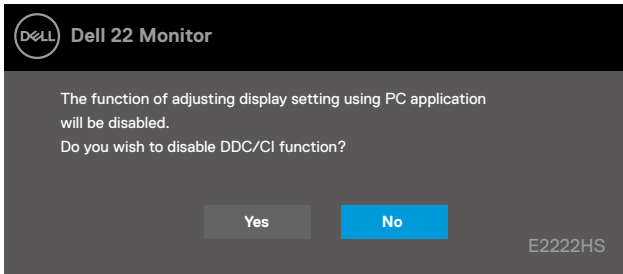 DELL
Dell 22 Monitor
The function of adjusting display setting using PC application
will be disabled.
Do you wish to disable DDC/CI function?
Yes
No
E2222HS